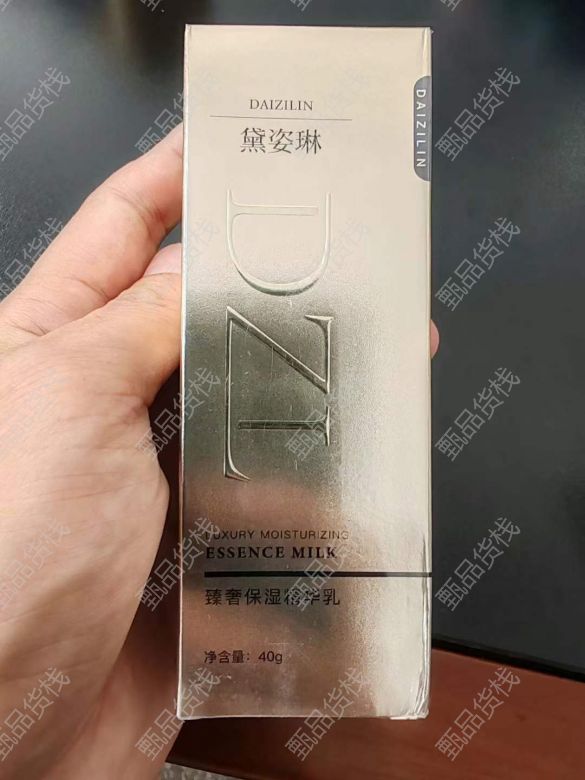 DAIZILIN
黛姿琳
DAIZILIN
DZL
LUXURY MOISTURIZING
ESSENCE MILK
臻奢保湿精华乳
净含量：40g
甄品货栈